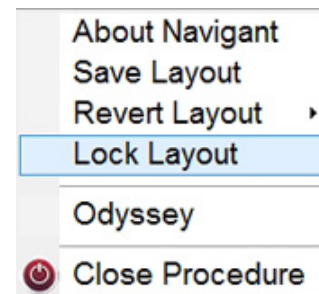 About Navigant
Save Layout
Revert Layout
Lock Layout
Odyssey
Close Procedure